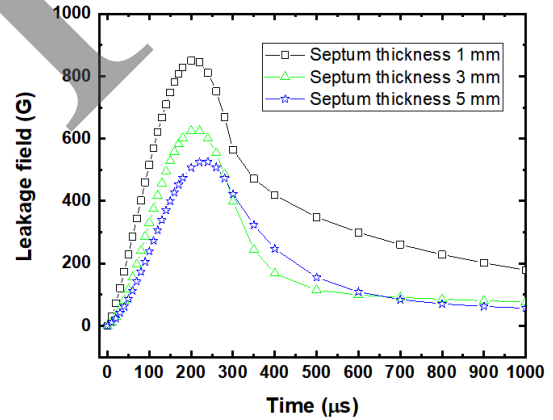 1000
800
600
400
200
0
Leakage field (G)
Septum thickness 1 mm
Septum thickness 3 mm
Septum thickness 5 mm
0 100 200 300 400 500 600 700 800 900 1000
Time (μs)